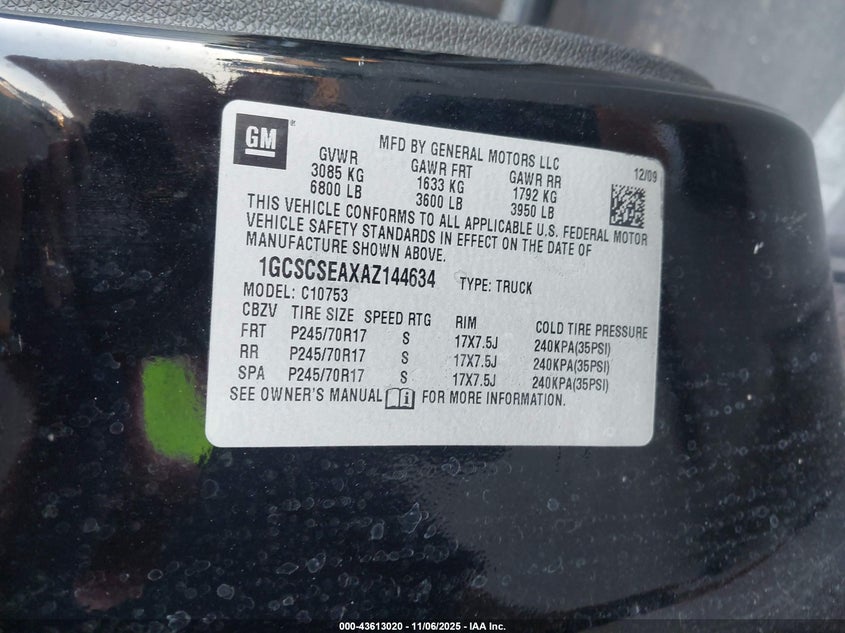 GM
MFD BY GENERAL MOTORS LLC
GVWR GAWR FRT GAWR RR 12/09
3085 KG 1633 KG 1792 KG
6800 LB 3600 LB 3950 LB
THIS VEHICLE CONFORMS TO ALL APPLICABLE U.S. FEDERAL MOTOR
VEHICLE SAFETY STANDARDS IN EFFECT ON THE DATE OF
MANUFACTURE SHOWN ABOVE.
1GCSCSEAXAZ144634 TYPE: TRUCK
MODEL: C10753
CBZV TIRE SIZE SPEED RTG RIM COLD TIRE PRESSURE
FRT P245/70R17 S 17X7.5J 240KPA(35PSI)
RR P245/70R17 S 17X7.5J 240KPA(35PSI)
SPA P245/70R17 S 17X7.5J 240KPA(35PSI)
SEE OWNER'S MANUAL FOR MORE INFORMATION.
000-43613020 - 11/06/2025 - IAA Inc.